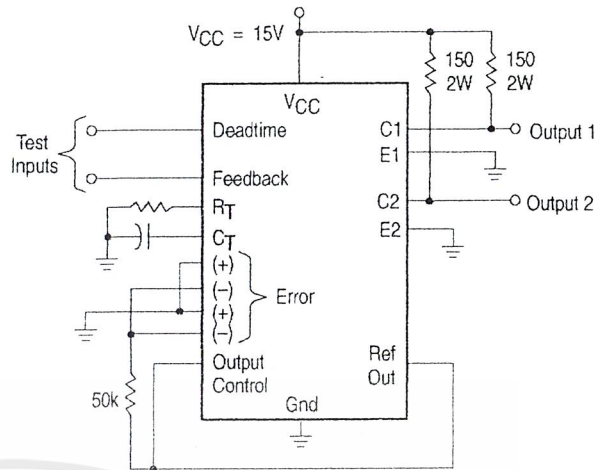 VCC = 15V
150
2W
150
2W
VCC
Test
Inputs
Deadtime
Feedback
RT
CT
(+)
(−)
(+)
(−)
Error
Output
Control
50k
Gnd
C1
E1
C2
E2
Ref
Out
Output 1
Output 2